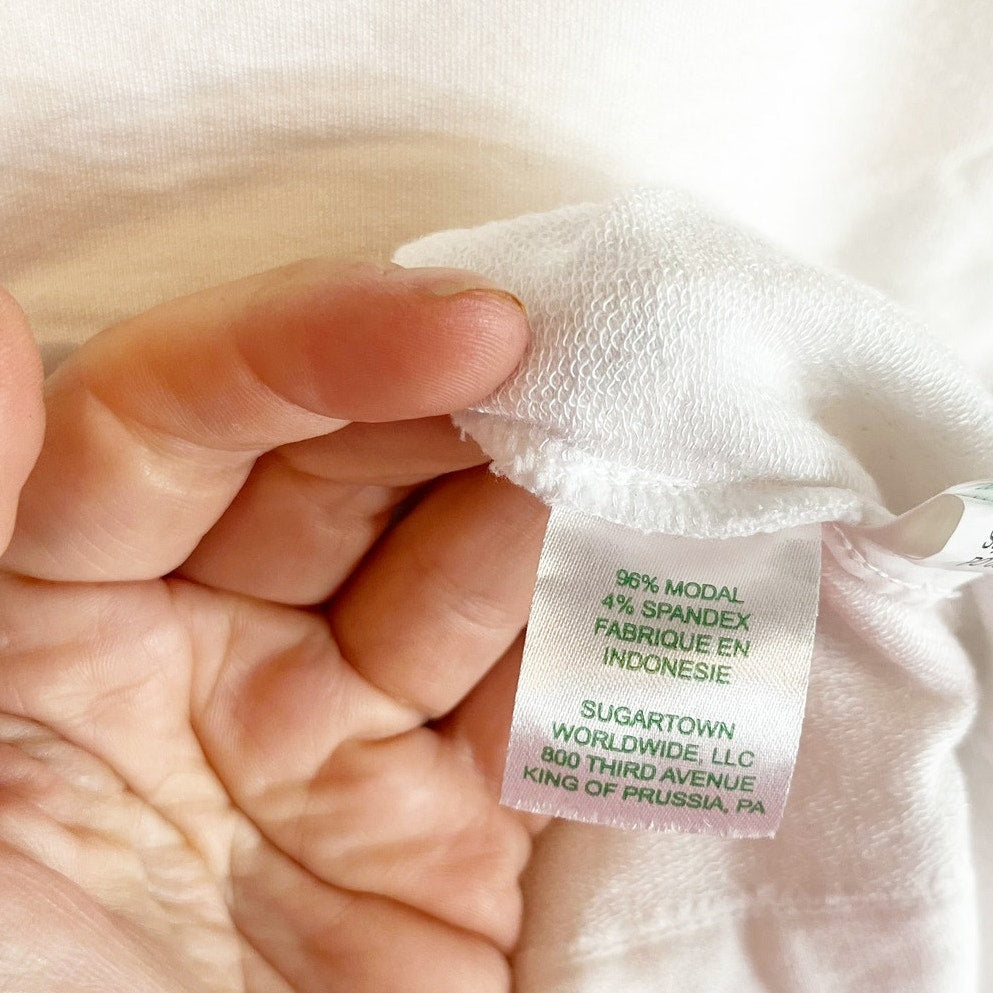 96% MODAL
4% SPANDEX
FABRIQUE EN
INDONESIE
SUGARTOWN
WORLDWIDE, LLC
800 THIRD AVENUE
KING OF PRUSSIA, PA